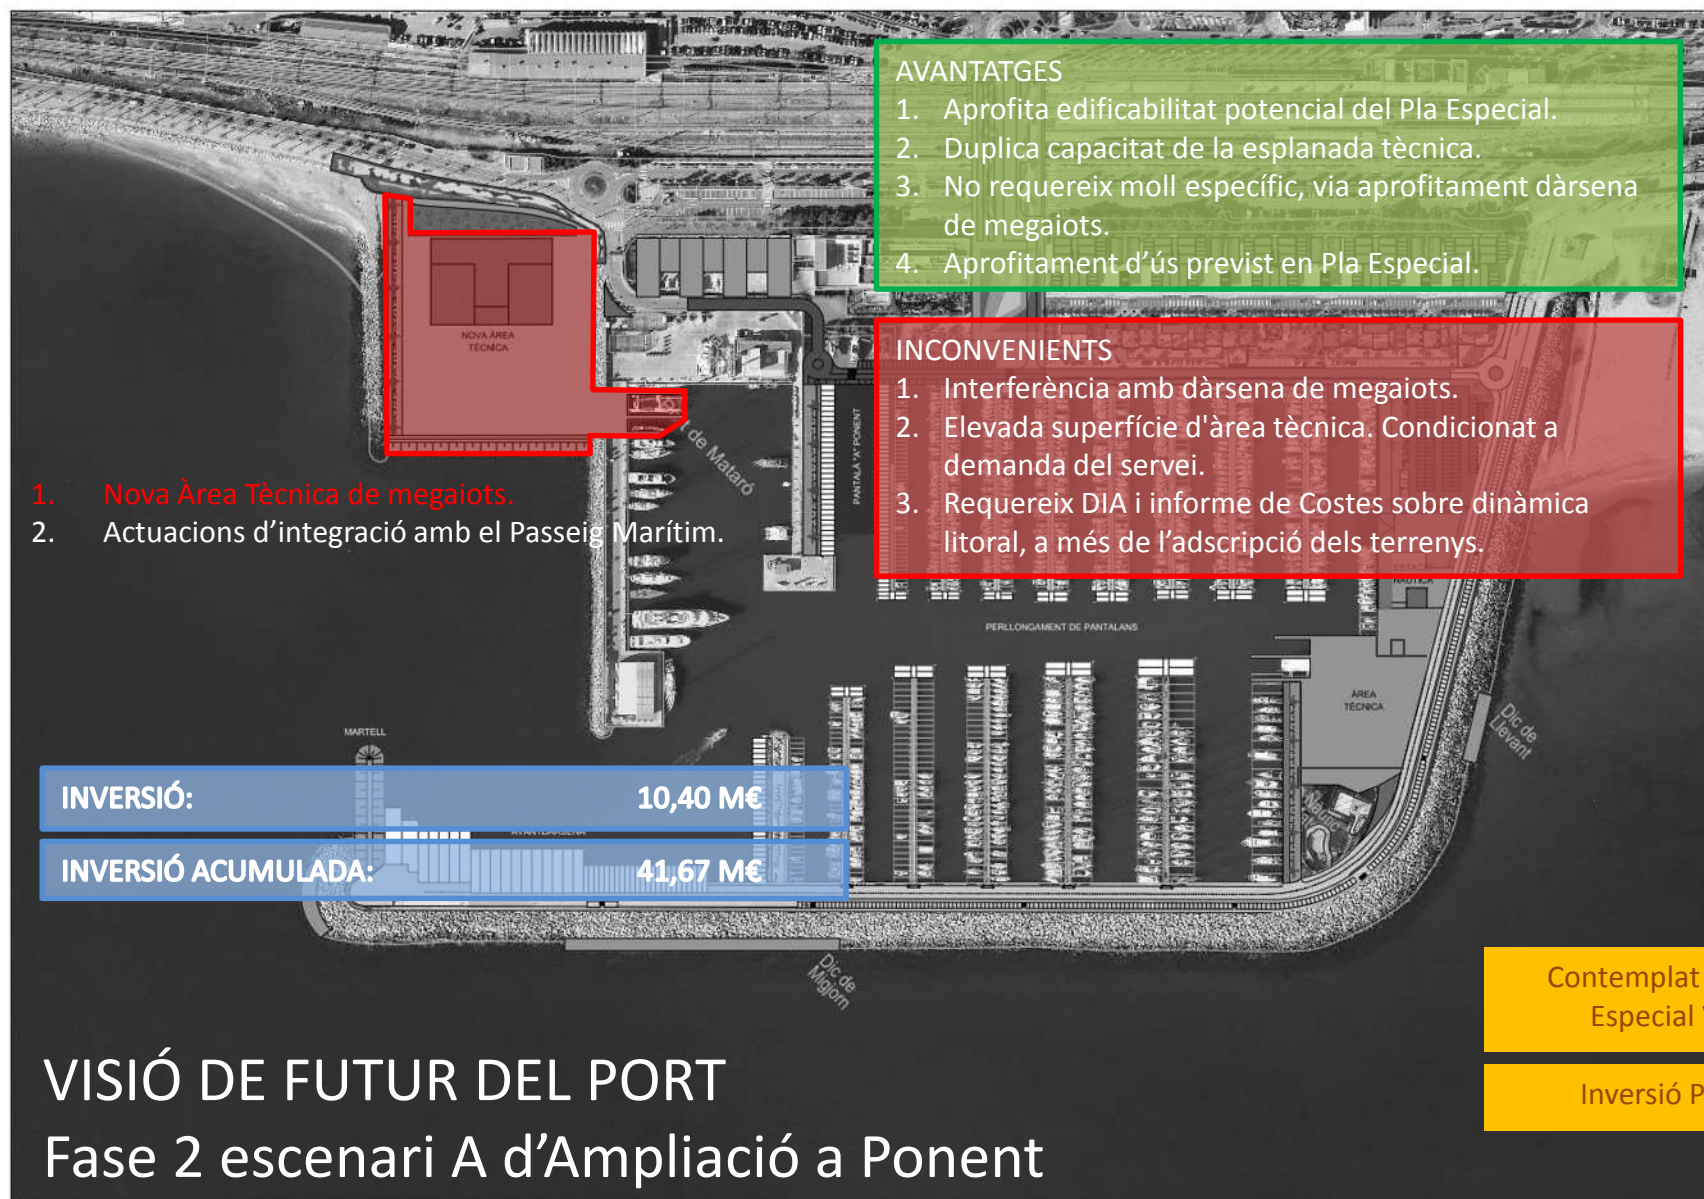 AVANTATGES
1. Aprofita edificabilitat potencial del Pla Especial.
2. Duplica capacitat de la esplanada tècnica.
3. No requereix moll específic, via aprofitament dàrsena
de megaiots.
4. Aprofitament d'ús previst en Pla Especial.
INCONVENIENTS
1. Interferència amb dàrsena de megaiots.
2. Elevada superfície d'àrea tècnica. Condicionat a
demanda del servei.
3. Requereix DIA i informe de Costes sobre dinàmica
litoral, a més de l'adscripció dels terrenys.
NOVA ÀREA
TÈCNICA
de Mataró
PANTALÀ "A" PONENT
1. Nova Àrea Tècnica de megaiots.
2. Actuacions d'integració amb el Passeig Marítim.
ESTACIÓ
NÀUTICA
PERLLONGAMENT DE PANTALANS
ÀREA
TÈCNICA
Dic de
Llevant
MARTELL
INVERSIÓ: 10,40 M€
AVANTDÀRSENA
INVERSIÓ ACUMULADA: 41,67 M€
Dic de
Migjorn
Contemplat
Especial
Inversió P
VISIÓ DE FUTUR DEL PORT
Fase 2 escenari A d'Ampliació a Ponent